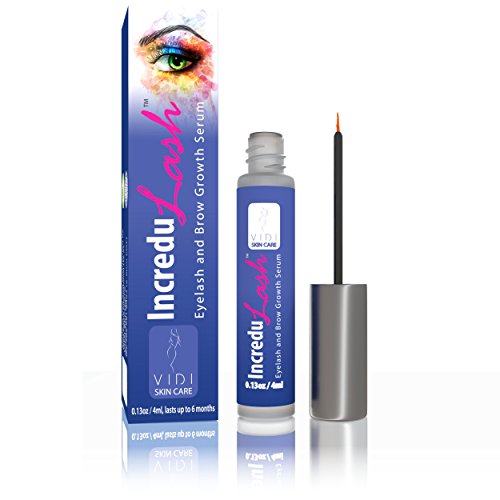 IncreduLash™
Eyelash and Brow Growth Serum
VIDI
SKIN CARE
0.13oz / 4ml, lasts up to 6 months
VIDI
SKIN CARE
IncreduLash™
Eyelash and Brow Growth Serum
0.13oz / 4ml